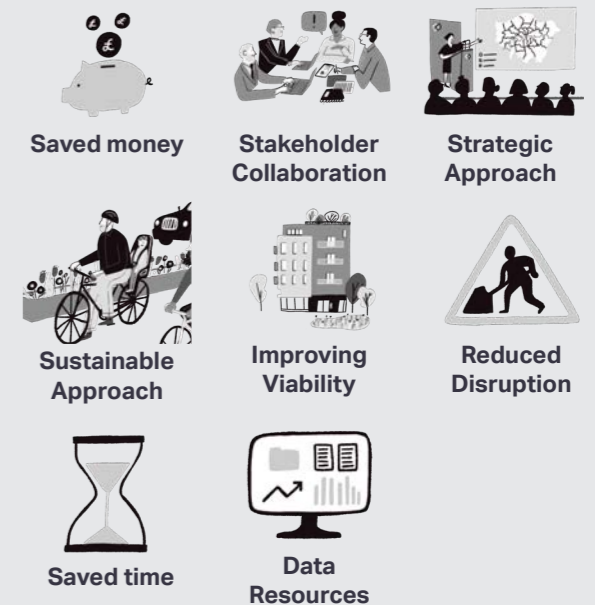 Saved money
Stakeholder
Collaboration
Strategic
Approach
Sustainable
Approach
Improving
Viability
Reduced
Disruption
Saved time
Data
Resources